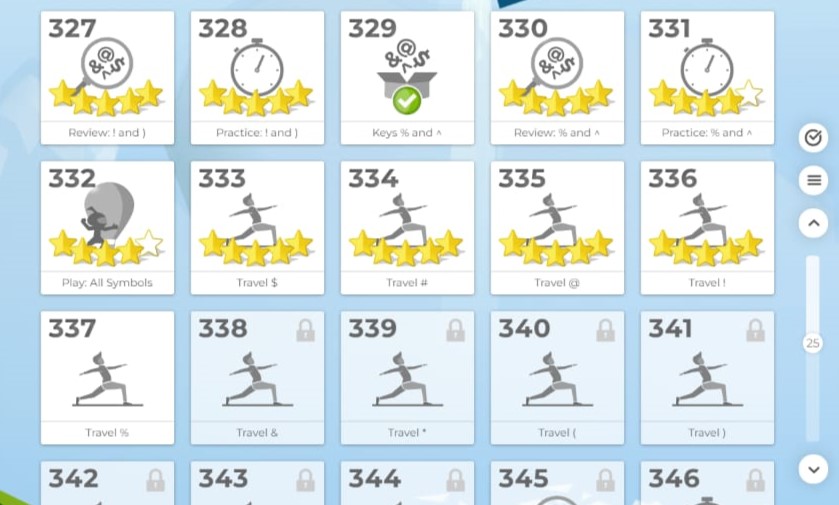 327
Review: ! and )
328
Practice: ! and )
329
Keys % and ^
330
Review: % and ^
331
Practice: % and ^
332
Play: All Symbols
333
Travel $
334
Travel #
335
Travel @
336
Travel !
337
Travel %
338
Travel &
339
Travel *
340
Travel (
341
Travel )
25
342
343
344
345
346